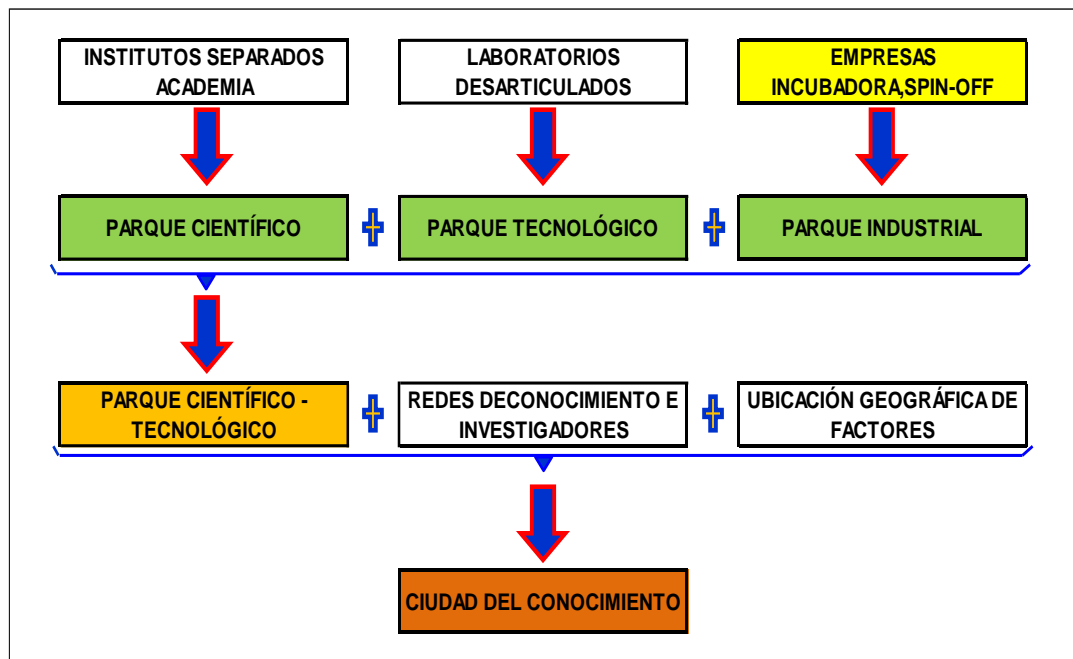 INSTITUTOS SEPARADOS
ACADEMIA
LABORATORIOS
DESARTICULADOS
EMPRESAS
INCUBADORA,SPIN-OFF
PARQUE CIENTÍFICO
PARQUE TECNOLÓGICO
PARQUE INDUSTRIAL
PARQUE CIENTÍFICO -
TECNOLÓGICO
REDES DECONOCIMIENTO E
INVESTIGADORES
UBICACIÓN GEOGRÁFICA DE
FACTORES
CIUDAD DEL CONOCIMIENTO